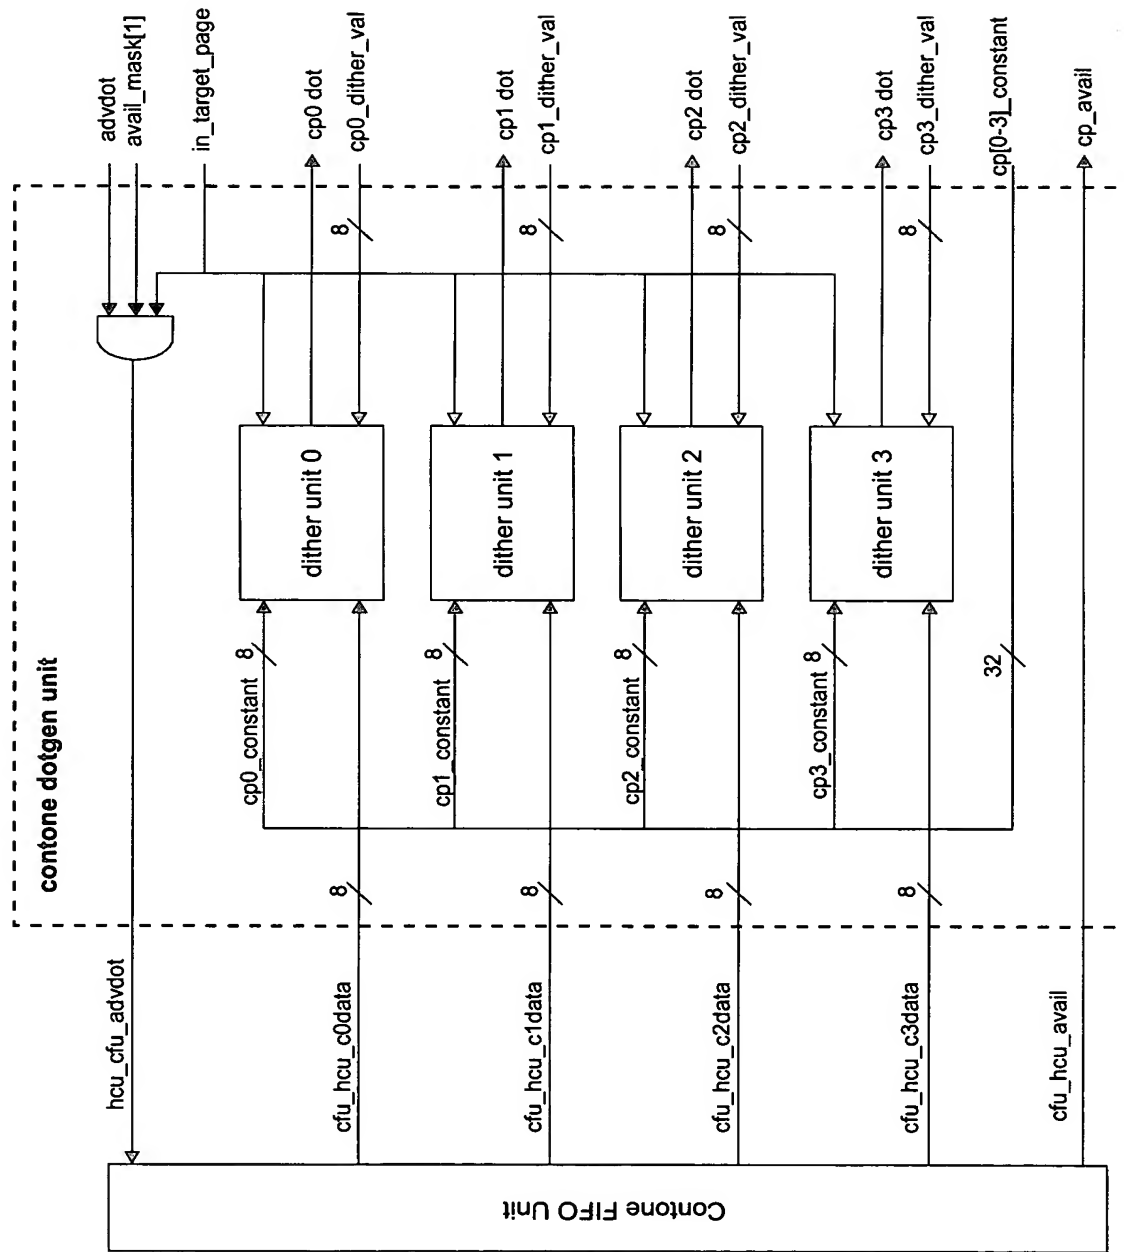 contone dotgen unit
advdot
avail_mask[1]
in_target_page
cp0 dot
cp0_dither_val
cp1 dot
cp1_dither_val
cp2 dot
cp2_dither_val
cp3 dot
cp3_dither_val
cp[0-3]_constant
cp_avail
8
8
8
8
dither unit 0
dither unit 1
dither unit 2
dither unit 3
cp0_constant
8
cp1_constant
8
cp2_constant
8
cp3_constant
8
32
8
8
8
8
hcu_cfu_advdot
cfu_hcu_c0data
cfu_hcu_c1data
cfu_hcu_c2data
cfu_hcu_c3data
cfu_hcu_avail
Contone FIFO Unit